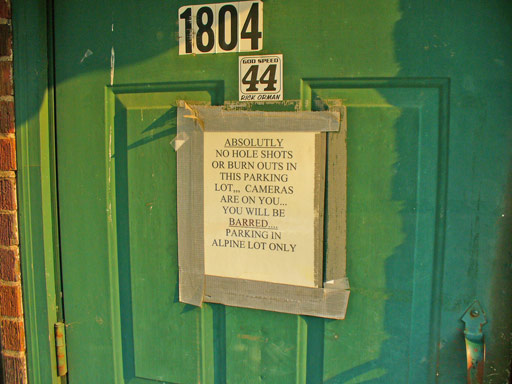 1804
GOD SPEED
44
RICK ORMAN
ABSOLUTLY
NO HOLE SHOTS
OR BURN OUTS IN
THIS PARKING
LOT,,, CAMERAS
ARE ON YOU...
YOU WILL BE
BARRED....
PARKING IN
ALPINE LOT ONLY